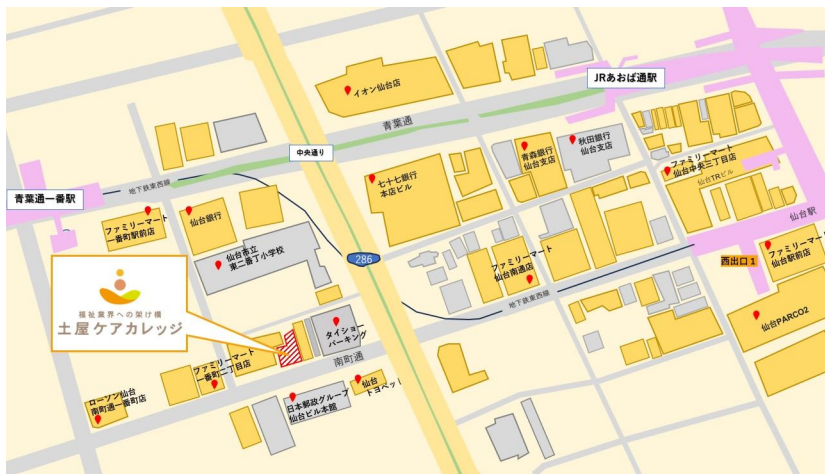 イオン仙台店
JRあおば通駅
青葉通
中央通り
青森銀行
仙台支店
秋田銀行
仙台支店
ファミリーマート
仙台中央三丁目店
仙台TRビル
七十七銀行
本店ビル
地下鉄東西線
青葉通一番駅
ファミリーマート
一番町駅前店
仙台銀行
仙台市立
東二番丁小学校
286
ファミリーマート
仙台南通店
仙台駅
西出口1
ファミリーマート
仙台駅前店
地下鉄東西線
仙台PARCO2
福祉業界への架け橋
土屋ケアカレッジ
タイショー
パーキング
南町通
ファミリーマート
一番町二丁目店
ローソン仙台
南町通一番町店
日本郵政グループ
仙台ビル本館
仙台
トヨペット